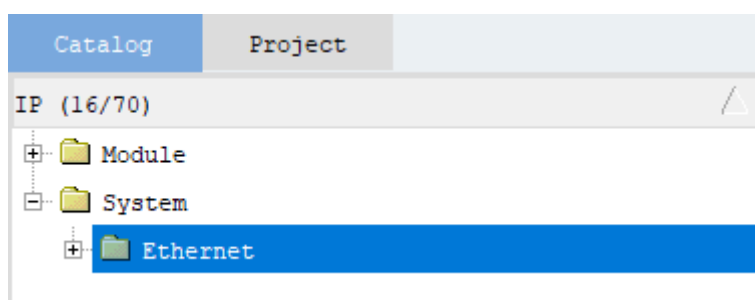 Catalog Project
IP (16/70)
Module
System
Ethernet